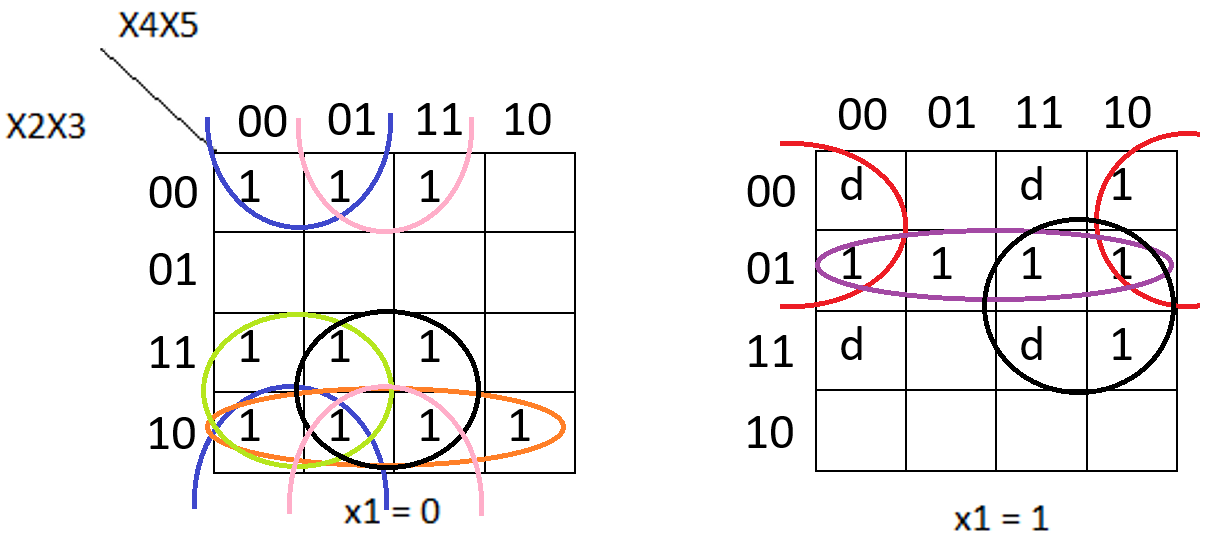 X4X5
X2X3
00 01 11 10
00 1 1 1
01
11 1 1 1
10 1 1 1 1
x1 = 0
00 01 11 10
00 d d 1
01 1 1 1 1
11 d d 1
10
x1 = 1